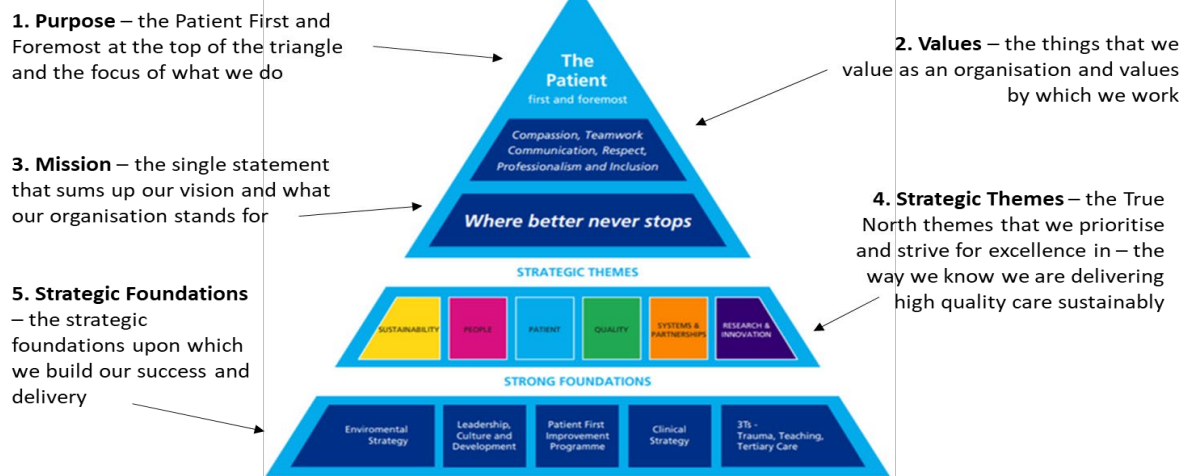 1. Purpose – the Patient First and
Foremost at the top of the triangle
and the focus of what we do
2. Values – the things that we
value as an organisation and values
by which we work
3. Mission – the single statement
that sums up our vision and what
our organisation stands for
4. Strategic Themes – the True
North themes that we prioritise
and strive for excellence in – the
way we know we are delivering
high quality care sustainably
5. Strategic Foundations
– the strategic
foundations upon which
we build our success and
delivery
The
Patient
first and foremost
Compassion, Teamwork
Communication, Respect,
Professionalism and Inclusion
Where better never stops
STRATEGIC THEMES
SUSTAINABILITY
PEOPLE
PATIENT
QUALITY
SYSTEMS &
PARTNERSHIPS
RESEARCH &
INNOVATION
STRONG FOUNDATIONS
Enviromental
Strategy
Leadership,
Culture and
Development
Patient First
Improvement
Programme
Clinical
Strategy
3Ts -
Trauma, Teaching,
Tertiary Care